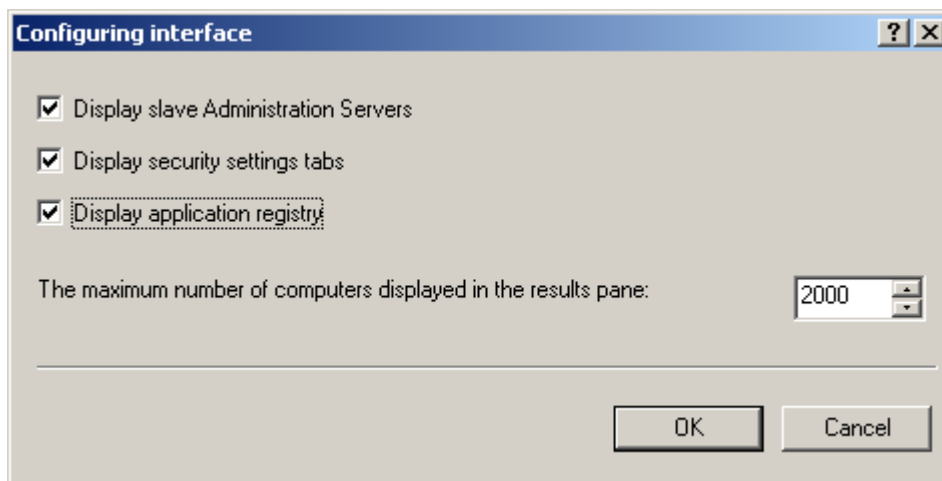 Configuring interface
Display slave Administration Servers
Display security settings tabs
Display application registry
The maximum number of computers displayed in the results pane: 2000
OK Cancel